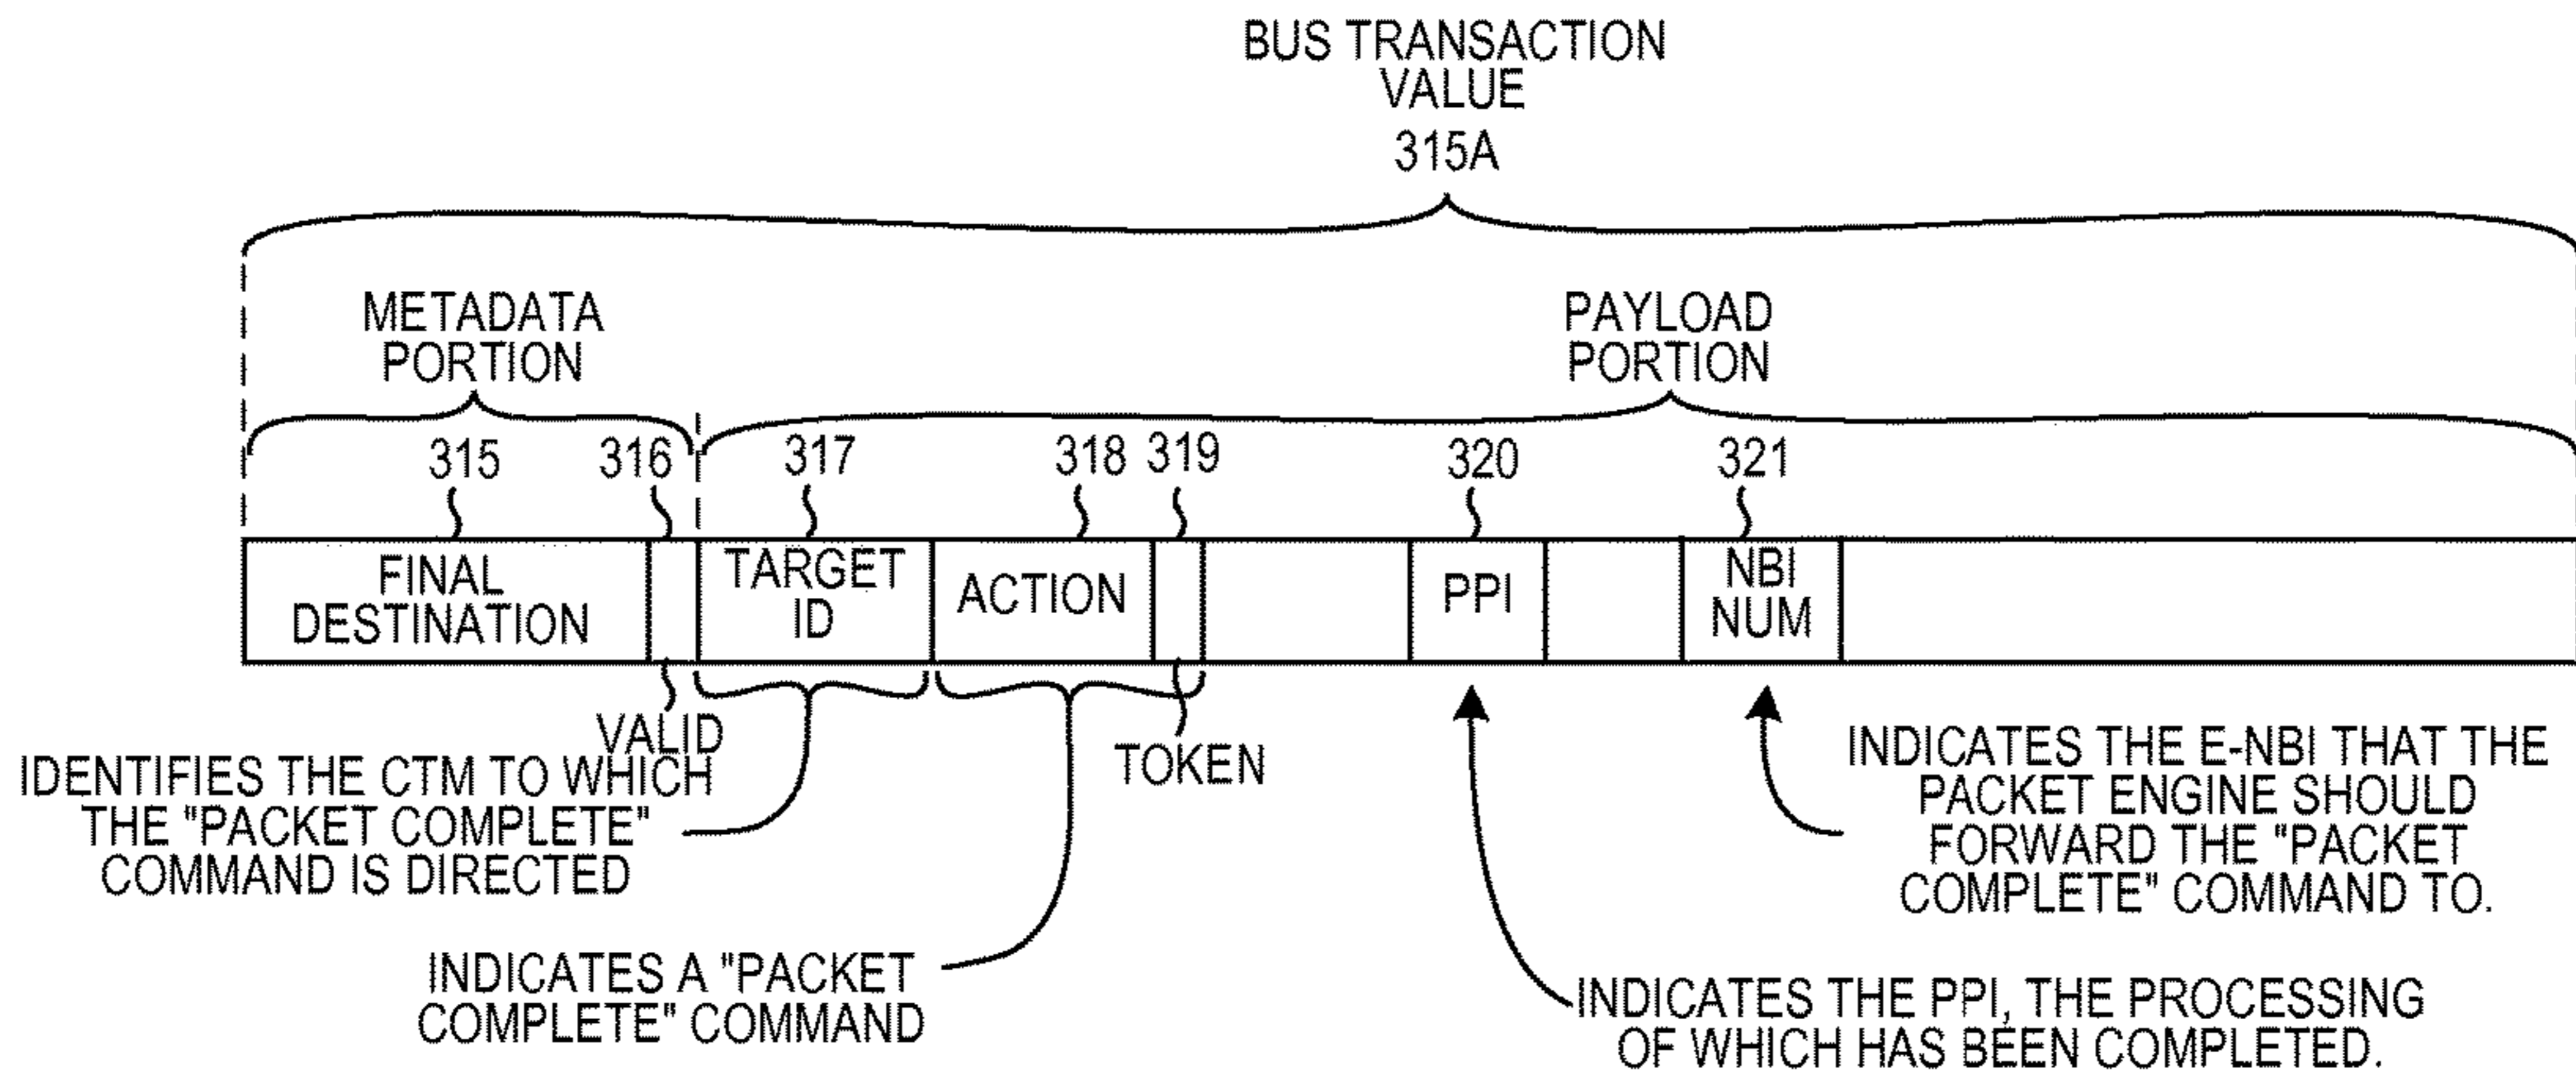 BUS TRANSACTION
VALUE
315A
METADATA
PORTION
PAYLOAD
PORTION
315
316
317
318
319
320
321
FINAL
DESTINATION
TARGET
ID
ACTION
PPI
NBI
NUM
VALID
TOKEN
IDENTIFIES THE CTM TO WHICH
THE "PACKET COMPLETE"
COMMAND IS DIRECTED
INDICATES A "PACKET
COMPLETE" COMMAND
INDICATES THE E-NBI THAT THE
PACKET ENGINE SHOULD
FORWARD THE "PACKET
COMPLETE" COMMAND TO.
INDICATES THE PPI, THE PROCESSING
OF WHICH HAS BEEN COMPLETED.